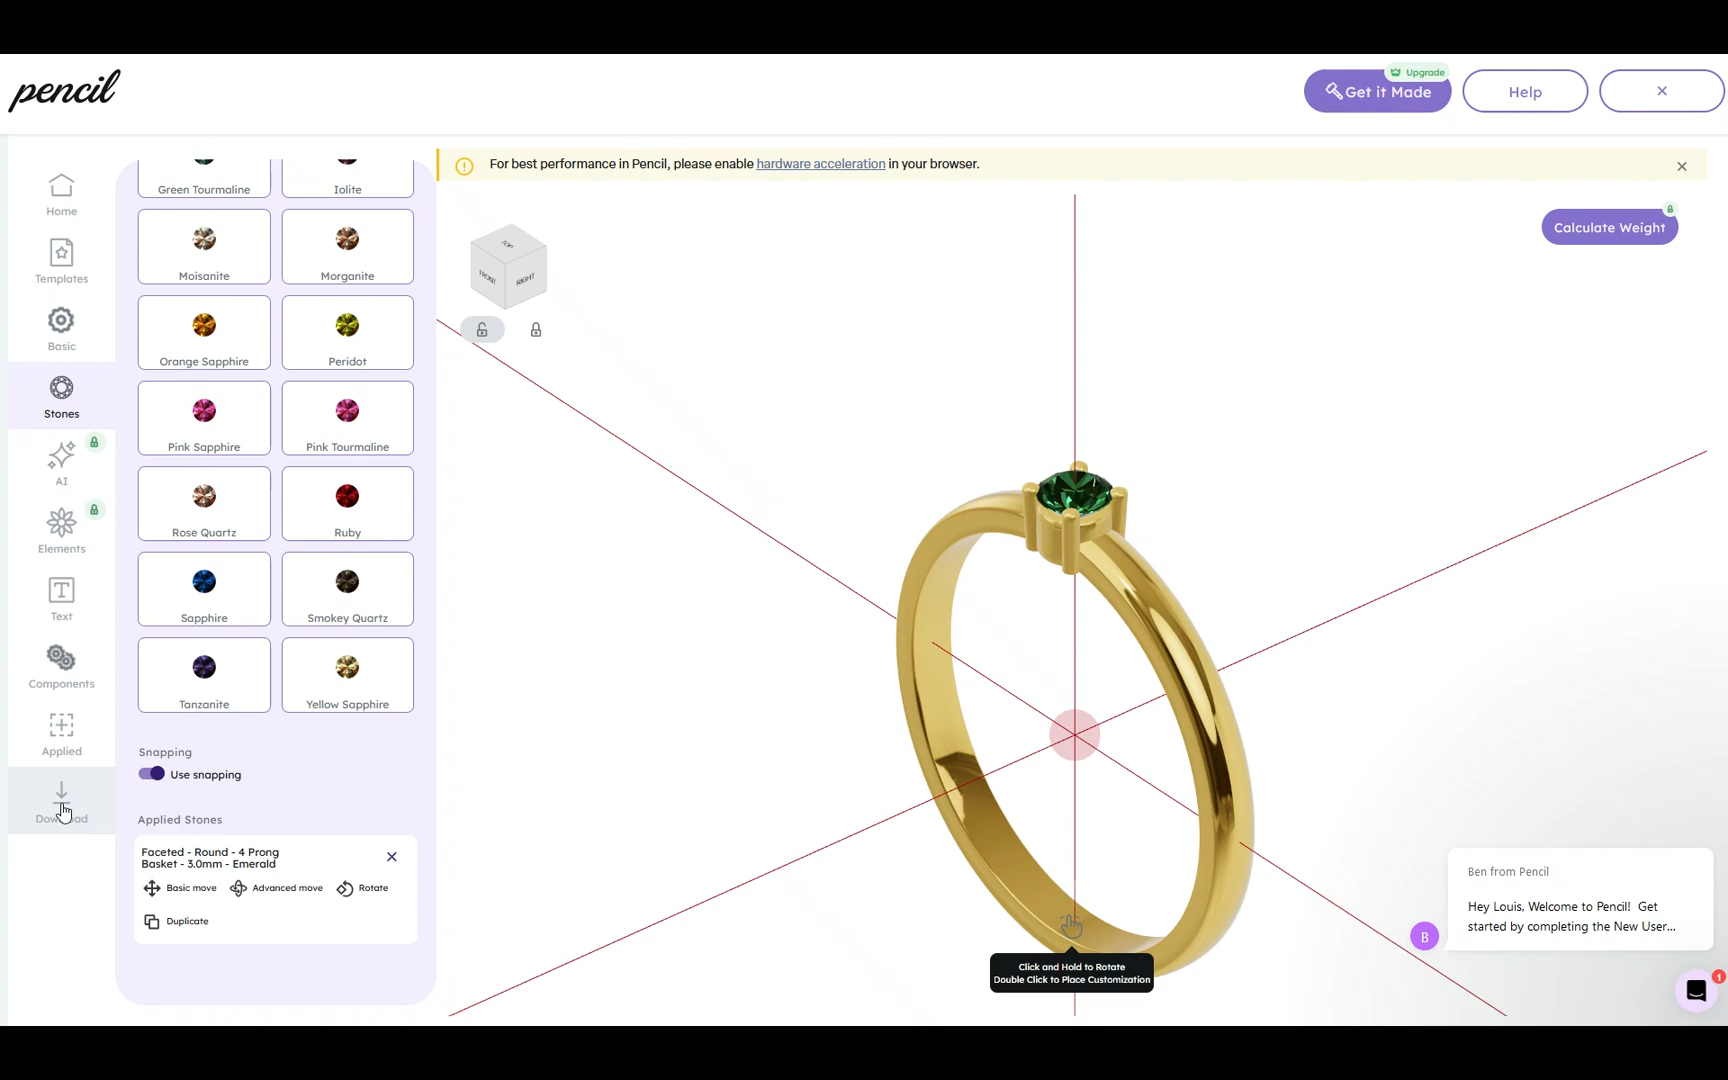 pencil
Upgrade
Get it Made
Help
For best performance in Pencil, please enable hardware acceleration in your browser.
Home
Templates
Basic
Stones
AI
Elements
Text
Components
Applied
Green Tourmaline
Iolite
Moisanite
Morganite
Orange Sapphire
Peridot
Pink Sapphire
Pink Tourmaline
Rose Quartz
Ruby
Sapphire
Smokey Quartz
Tanzanite
Yellow Sapphire
Snapping
Use snapping
Applied Stones
Faceted - Round - 4 Prong
Basket - 3.0mm - Emerald
Basic move
Advanced move
Rotate
Duplicate
TOP
FRONT
RIGHT
Calculate Weight
Click and Hold to Rotate
Double Click to Place Customization
Ben from Pencil
Hey Louis, Welcome to Pencil! Get
started by completing the New User...
B
1